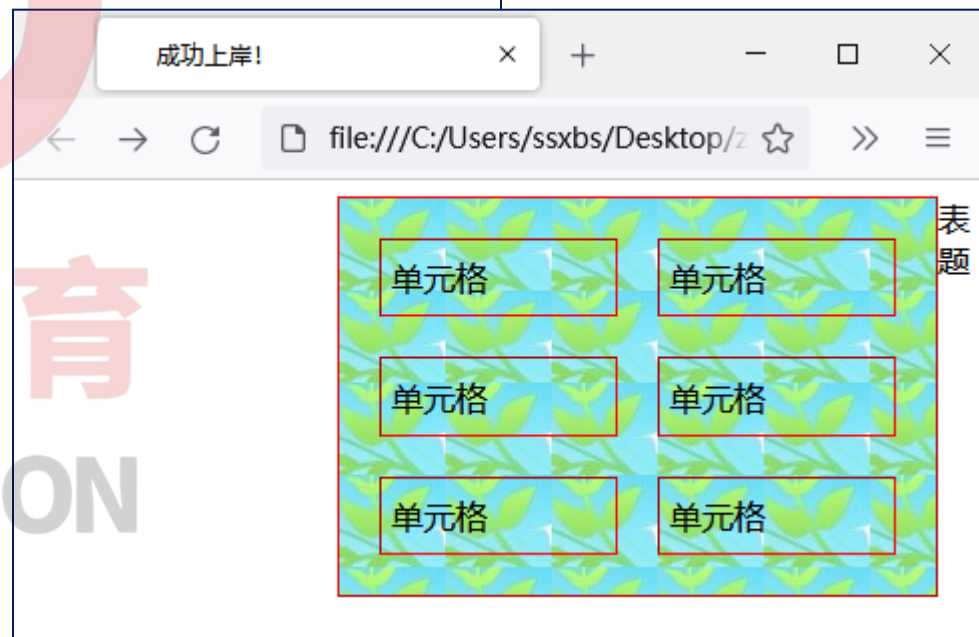 成功上岸！
file:///C:/Users/ssxbs/Desktop/z
表
题
单元格 单元格
单元格 单元格
单元格 单元格
育
ON